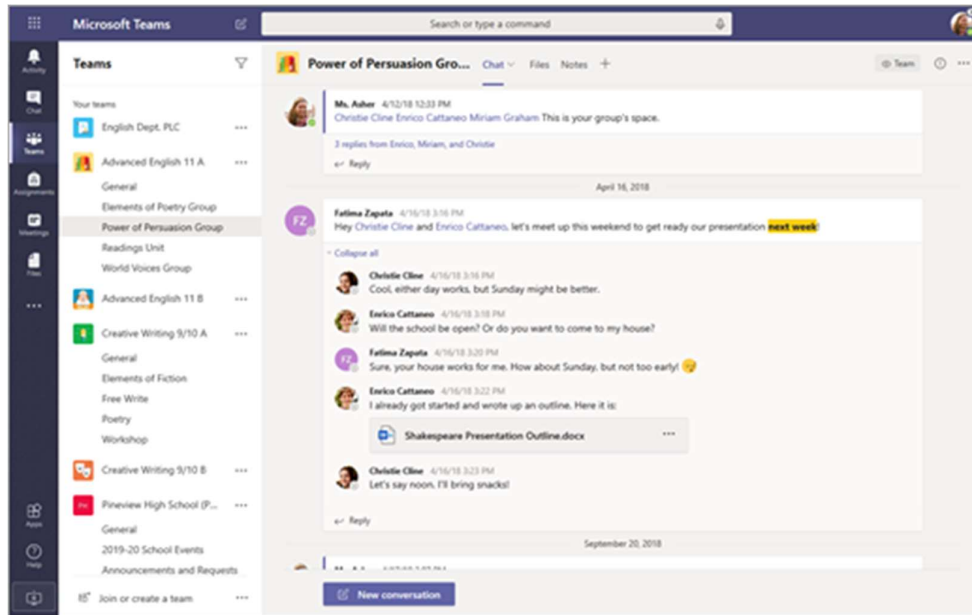 Microsoft Teams
Search or type a command
Activity
Chat
Teams
Assignments
Meetings
Files
Apps
Help
Teams
Your teams
English Dept. PLC
Advanced English 11 A
General
Elements of Poetry Group
Power of Persuasion Group
Readings Unit
World Voices Group
Advanced English 11 B
Creative Writing 9/10 A
General
Elements of Fiction
Free Write
Poetry
Workshop
Creative Writing 9/10 B
Pineview High School (P...
General
2019-20 School Events
Announcements and Requests
Join or create a team
Power of Persuasion Gro...
Chat
Files
Notes
Team
Ms. Asher 4/12/18 12:33 PM
Christie Cline Enrico Cattaneo Miriam Graham This is your group's space.
3 replies from Enrico, Miriam, and Christie
Reply
April 16, 2018
FZ
Fatima Zapata 4/16/18 3:16 PM
Hey Christie Cline and Enrico Cattaneo, let's meet up this weekend to get ready our presentation next week!
Collapse all
Christie Cline 4/16/18 3:16 PM
Cool, either day works, but Sunday might be better.
Enrico Cattaneo 4/16/18 3:18 PM
Will the school be open? Or do you want to come to my house?
FZ
Fatima Zapata 4/16/18 3:20 PM
Sure, your house works for me. How about Sunday, but not too early!
Enrico Cattaneo 4/16/18 3:22 PM
I already got started and wrote up an outline. Here it is:
Shakespeare Presentation Outline.docx
Christie Cline 4/16/18 3:23 PM
Let's say noon. I'll bring snacks!
Reply
September 20, 2018
New conversation